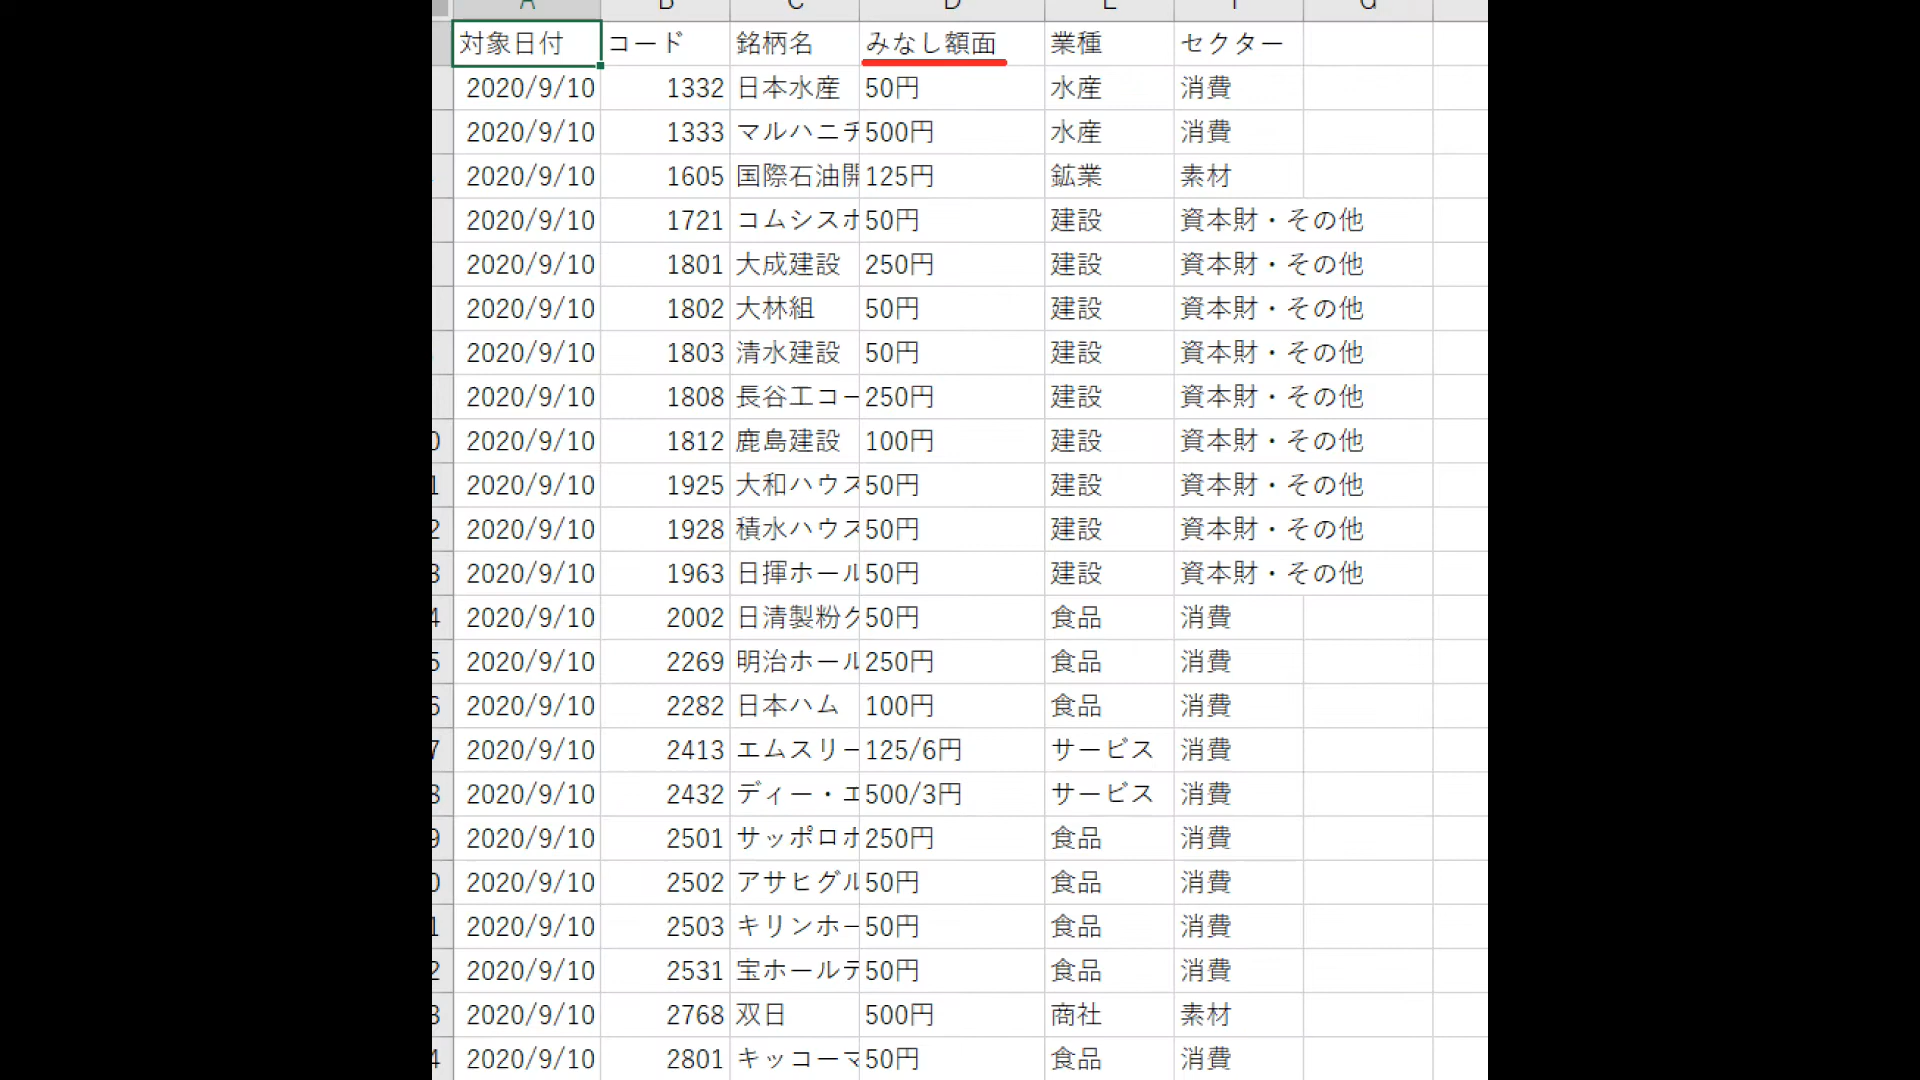 対象日付 コード 銘柄名 みなし額面 業種 セクター
2020/9/10 1332 日本水産 50円 水産 消費
2020/9/10 1333 マルハニチ 500円 水産 消費
2020/9/10 1605 国際石油開 125円 鉱業 素材
2020/9/10 1721 コムシスホ 50円 建設 資本財・その他
2020/9/10 1801 大成建設 250円 建設 資本財・その他
2020/9/10 1802 大林組 50円 建設 資本財・その他
2020/9/10 1803 清水建設 50円 建設 資本財・その他
2020/9/10 1808 長谷工コー 250円 建設 資本財・その他
2020/9/10 1812 鹿島建設 100円 建設 資本財・その他
2020/9/10 1925 大和ハウス 50円 建設 資本財・その他
2020/9/10 1928 積水ハウス 50円 建設 資本財・その他
2020/9/10 1963 日揮ホール 50円 建設 資本財・その他
2020/9/10 2002 日清製粉グ 50円 食品 消費
2020/9/10 2269 明治ホール 250円 食品 消費
2020/9/10 2282 日本ハム 100円 食品 消費
2020/9/10 2413 エムスリー 125/6円 サービス 消費
2020/9/10 2432 ディー・エ 500/3円 サービス 消費
2020/9/10 2501 サッポロホ 250円 食品 消費
2020/9/10 2502 アサヒグル 50円 食品 消費
2020/9/10 2503 キリンホー 50円 食品 消費
2020/9/10 2531 宝ホールデ 50円 食品 消費
2020/9/10 2768 双日 500円 商社 素材
2020/9/10 2801 キッコーマ 50円 食品 消費